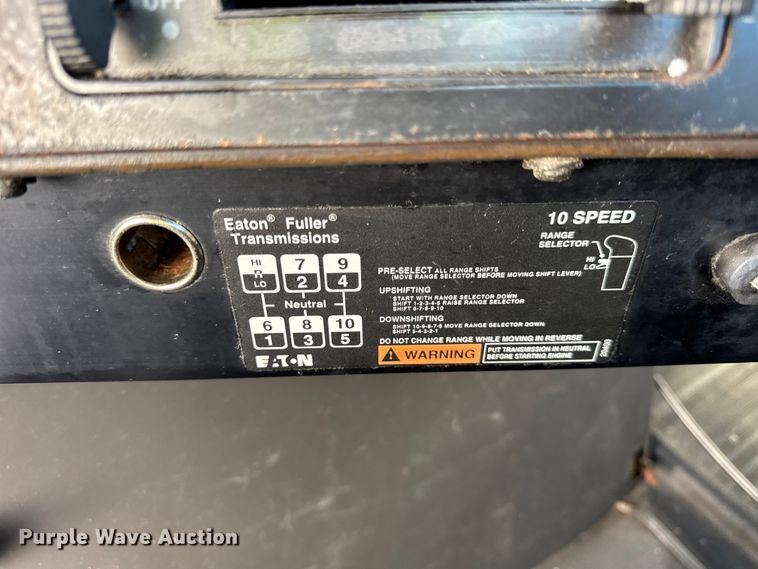 OFF
Eaton® Fuller®
Transmissions
10 SPEED
RANGE
SELECTOR
HI
LO
HI
R
LO
7
2
9
4
Neutral
6
1
8
3
10
5
EATON
PRE-SELECT ALL RANGE SHIFTS
(MOVE RANGE SELECTOR BEFORE MOVING SHIFT LEVER)
UPSHIFTING
START WITH RANGE SELECTOR DOWN
SHIFT 1-2-3-4-5 RAISE RANGE SELECTOR
SHIFT 6-7-8-9-10
DOWNSHIFTING
SHIFT 10-9-8-7-6 MOVE RANGE SELECTOR DOWN
SHIFT 5-4-3-2-1
DO NOT CHANGE RANGE WHILE MOVING IN REVERSE
WARNING
PUT TRANSMISSION IN NEUTRAL
BEFORE STARTING ENGINE
Purple Wave Auction